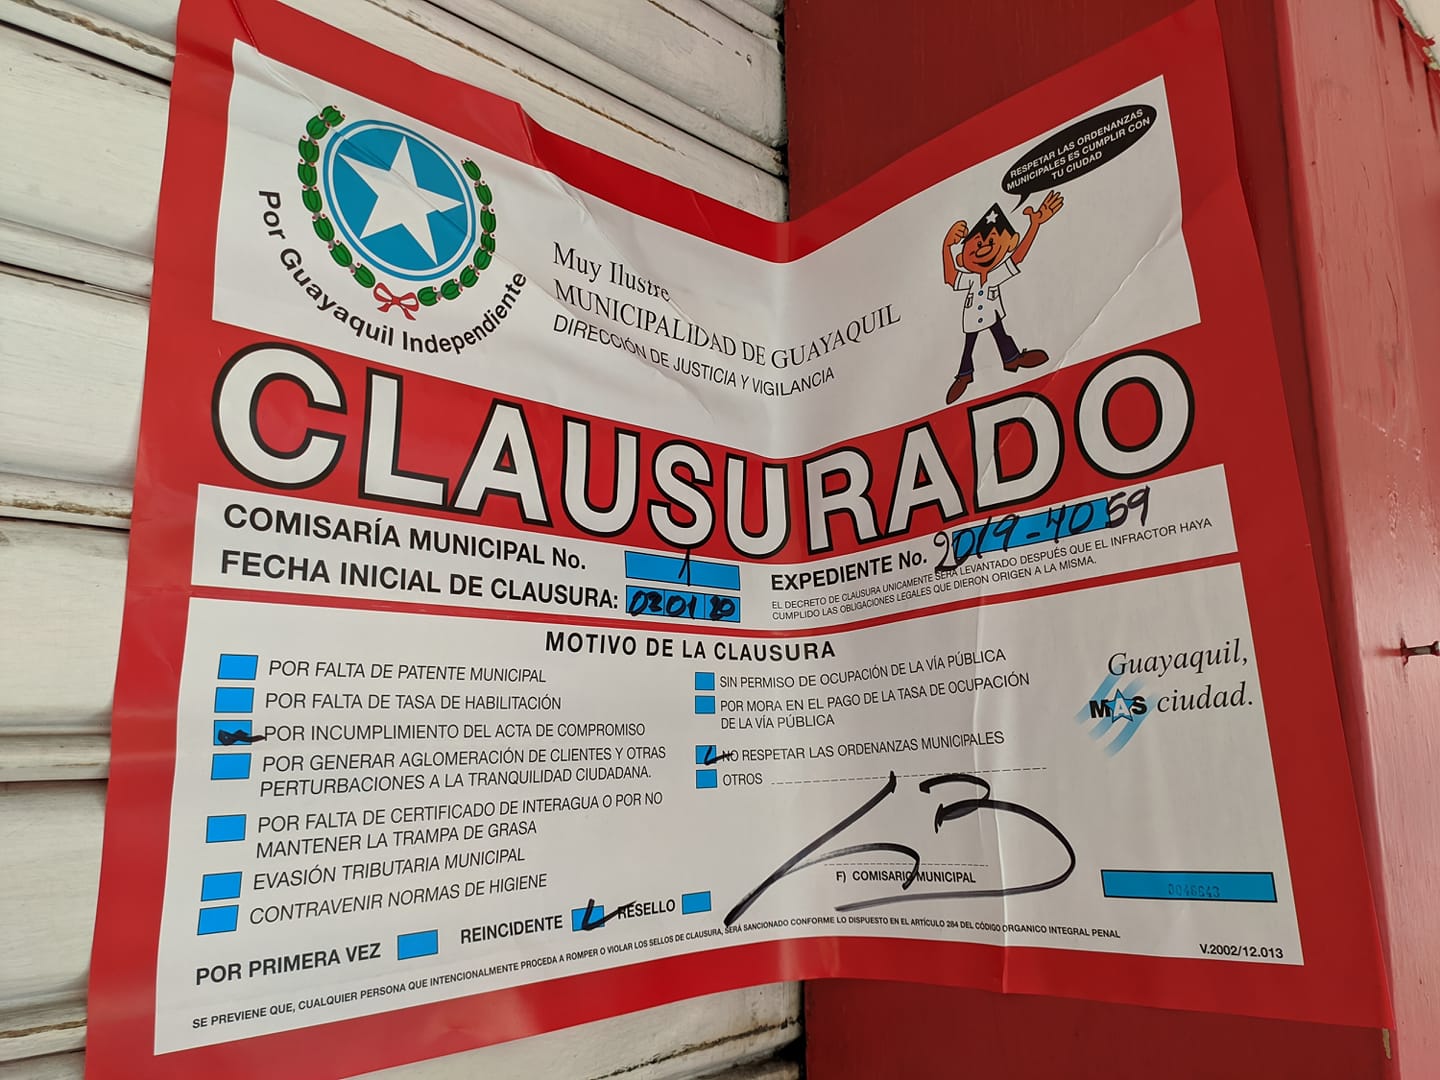 Por Guayaquil Independiente
Muy Ilustre
MUNICIPALIDAD DE GUAYAQUIL
DIRECCIÓN DE JUSTICIA Y VIGILANCIA
RESPETAR LAS ORDENANZAS
MUNICIPALES ES CUMPLIR CON
TU CIUDAD
CLAUSURADO
COMISARÍA MUNICIPAL No. 1
FECHA INICIAL DE CLAUSURA: 03 01 20
EXPEDIENTE No. 2019-4059
EL DECRETO DE CLAUSURA UNICAMENTE SERÁ LEVANTADO DESPUÉS QUE EL INFRACTOR HAYA
CUMPLIDO LAS OBLIGACIONES LEGALES QUE DIERON ORIGEN A LA MISMA.
MOTIVO DE LA CLAUSURA
POR FALTA DE PATENTE MUNICIPAL
POR FALTA DE TASA DE HABILITACIÓN
POR INCUMPLIMIENTO DEL ACTA DE COMPROMISO
POR GENERAR AGLOMERACIÓN DE CLIENTES Y OTRAS
PERTURBACIONES A LA TRANQUILIDAD CIUDADANA.
POR FALTA DE CERTIFICADO DE INTERAGUA O POR NO
MANTENER LA TRAMPA DE GRASA
EVASIÓN TRIBUTARIA MUNICIPAL
CONTRAVENIR NORMAS DE HIGIENE
SIN PERMISO DE OCUPACIÓN DE LA VÍA PÚBLICA
POR MORA EN EL PAGO DE LA TASA DE OCUPACIÓN
DE LA VÍA PÚBLICA
NO RESPETAR LAS ORDENANZAS MUNICIPALES
OTROS
Guayaquil,
MAS ciudad.
F) COMISARIO MUNICIPAL
0046643
POR PRIMERA VEZ
REINCIDENTE
RESELLO
SE PREVIENE QUE, CUALQUIER PERSONA QUE INTENCIONALMENTE PROCEDA A ROMPER O VIOLAR LOS SELLOS DE CLAUSURA, SERÁ SANCIONADO CONFORME LO DISPUESTO EN EL ARTÍCULO 284 DEL CÓDIGO ORGANICO INTEGRAL PENAL
V.2002/12.013